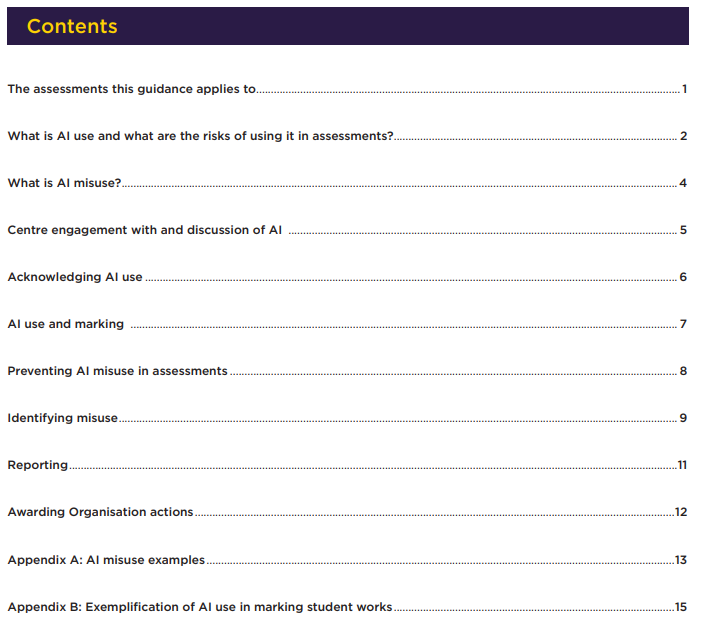 Contents
The assessments this guidance applies to 1
What is AI use and what are the risks of using it in assessments? 2
What is AI misuse? 4
Centre engagement with and discussion of AI 5
Acknowledging AI use 6
AI use and marking 7
Preventing AI misuse in assessments 8
Identifying misuse 9
Reporting 11
Awarding Organisation actions 12
Appendix A: AI misuse examples 13
Appendix B: Exemplification of AI use in marking student works 15